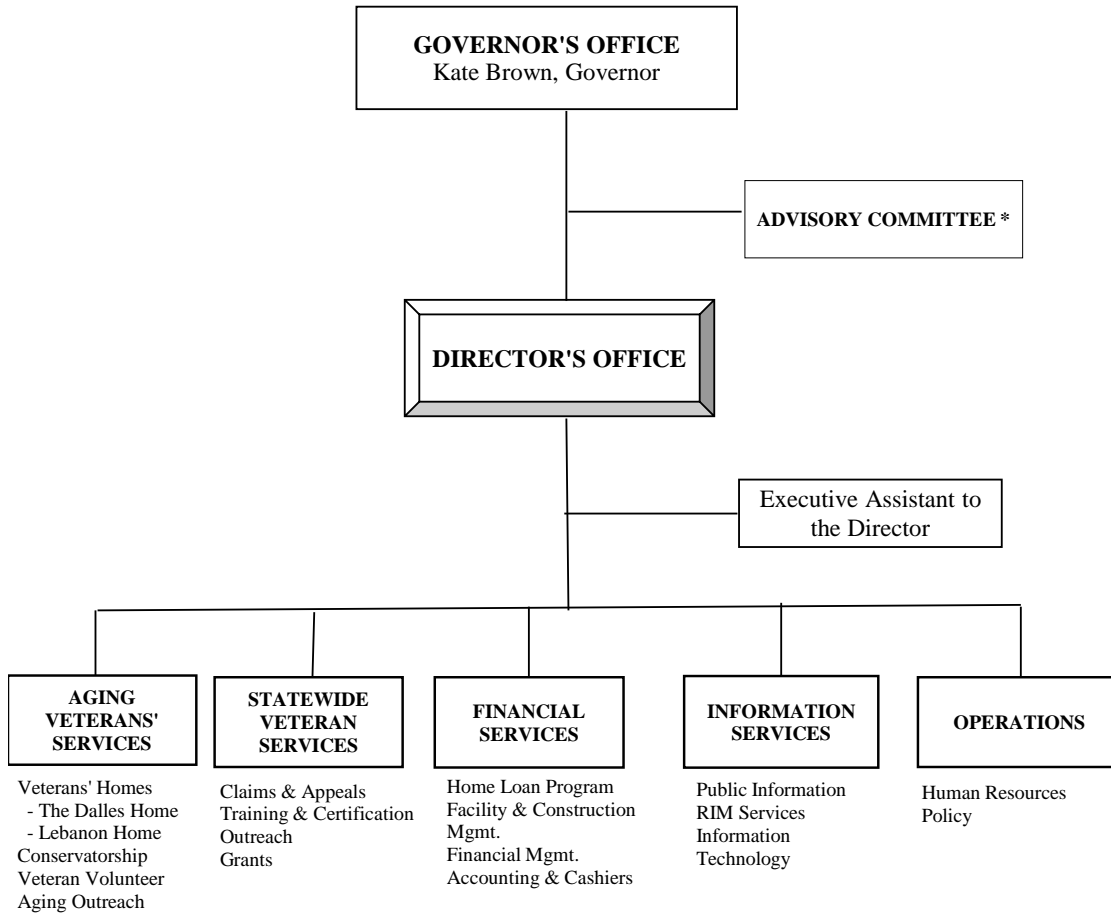 GOVERNOR'S OFFICE
Kate Brown, Governor
ADVISORY COMMITTEE *
DIRECTOR'S OFFICE
Executive Assistant to
the Director
AGING
VETERANS'
SERVICES
Veterans' Homes
- The Dalles Home
- Lebanon Home
Conservatorship
Veteran Volunteer
Aging Outreach
STATEWIDE
VETERAN
SERVICES
Claims & Appeals
Training & Certification
Outreach
Grants
FINANCIAL
SERVICES
Home Loan Program
Facility & Construction
Mgmt.
Financial Mgmt.
Accounting & Cashiers
INFORMATION
SERVICES
Public Information
RIM Services
Information
Technology
OPERATIONS
Human Resources
Policy